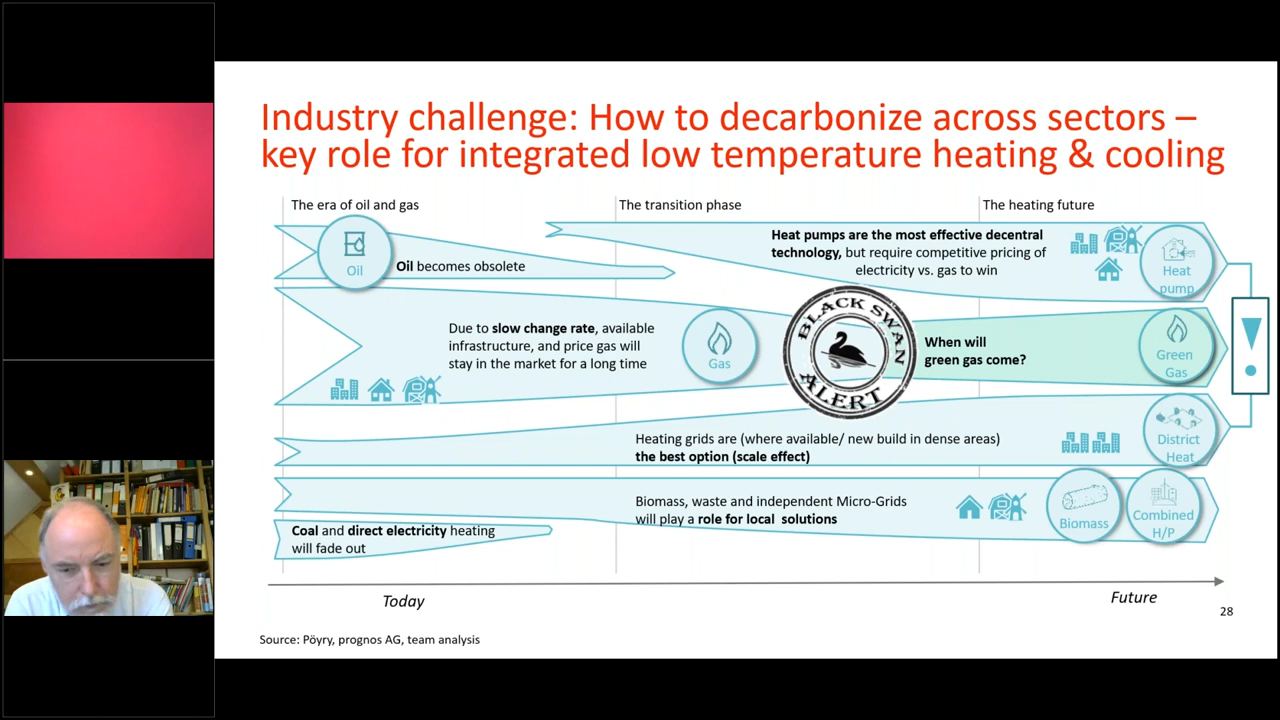 Industry challenge: How to decarbonize across sectors –
key role for integrated low temperature heating & cooling
The era of oil and gas
The transition phase
The heating future
Oil
Oil becomes obsolete
Heat pumps are the most effective decentral
technology, but require competitive pricing of
electricity vs. gas to win
Heat
pump
Due to slow change rate, available
infrastructure, and price gas will
stay in the market for a long time
Gas
BLACK SWAN
ALERT
When will
green gas come?
Green
Gas
Heating grids are (where available/ new build in dense areas)
the best option (scale effect)
District
Heat
Biomass, waste and independent Micro-Grids
will play a role for local solutions
Biomass
Combined
H/P
Coal and direct electricity heating
will fade out
Today
Future
28
Source: Pöyry, prognos AG, team analysis